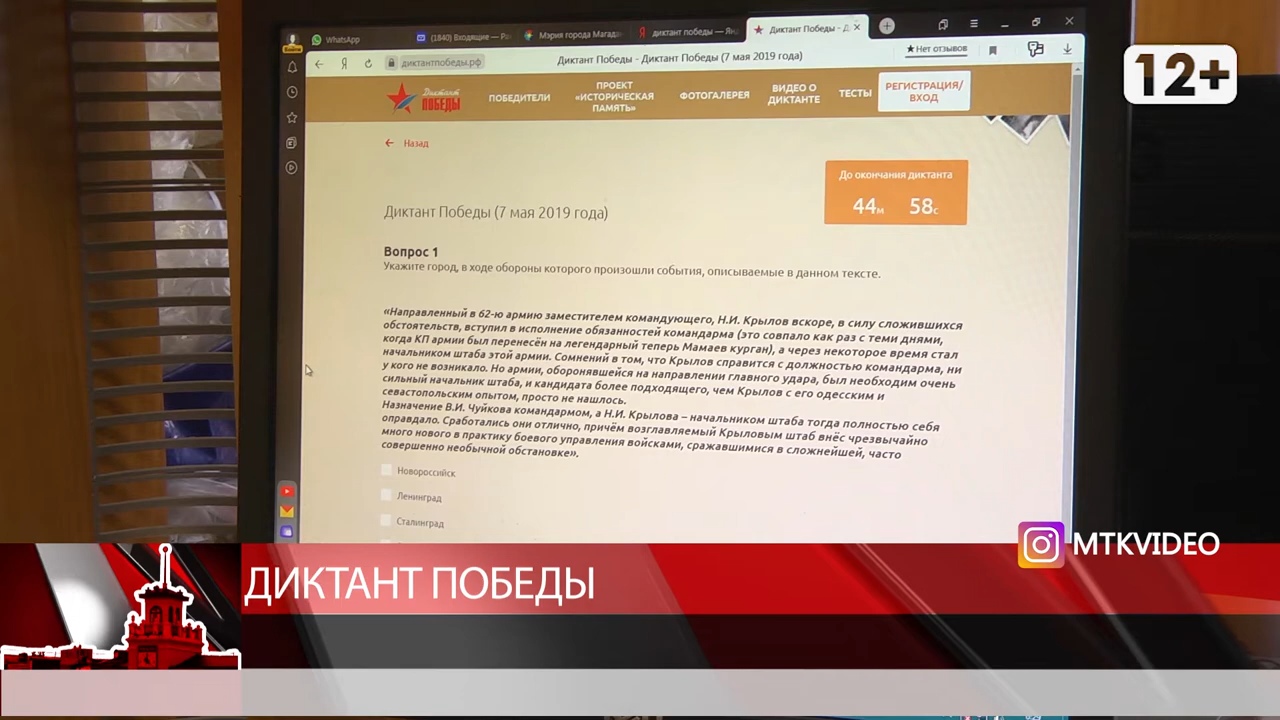 WhatsApp
(1640) Входящие — Ро
Мэрия города Магада
диктант победы — Янд
Диктант Победы - Д
Войти
диктантпобеды.рф
Диктант Победы - Диктант Победы (7 мая 2019 года)
★Нет отзывов
12+
Диктант
ПОБЕДЫ
ПОБЕДИТЕЛИ
ПРОЕКТ
«ИСТОРИЧЕСКАЯ
ПАМЯТЬ»
ФОТОГАЛЕРЕЯ
ВИДЕО О
ДИКТАНТЕ
ТЕСТЫ
РЕГИСТРАЦИЯ/
ВХОД
← Назад
До окончания диктанта
44м 58с
Диктант Победы (7 мая 2019 года)
Вопрос 1
Укажите город, в ходе обороны которого произошли события, описываемые в данном тексте.
«Направленный в 62-ю армию заместителем командующего, Н.И. Крылов вскоре, в силу сложившихся
обстоятельств, вступил в исполнение обязанностей командарма (это совпало как раз с теми днями,
когда КП армии был перенесён на легендарный теперь Мамаев курган), а через некоторое время стал
начальником штаба этой армии. Сомнений в том, что Крылов справится с должностью командарма, ни
у кого не возникало. Но армии, оборонявшейся на направлении главного удара, был необходим очень
сильный начальник штаба, и кандидата более подходящего, чем Крылов с его одесским и
севастопольским опытом, просто не нашлось.
Назначение В.И. Чуйкова командармом, а Н.И. Крылова – начальником штаба тогда полностью себя
оправдало. Сработались они отлично, причём возглавляемый Крыловым штаб внёс чрезвычайно
много нового в практику боевого управления войсками, сражавшимися в сложнейшей, часто
совершенно необычной обстановке».
Новороссийск
Ленинград
Сталинград
MTKVIDEO
ДИКТАНТ ПОБЕДЫ